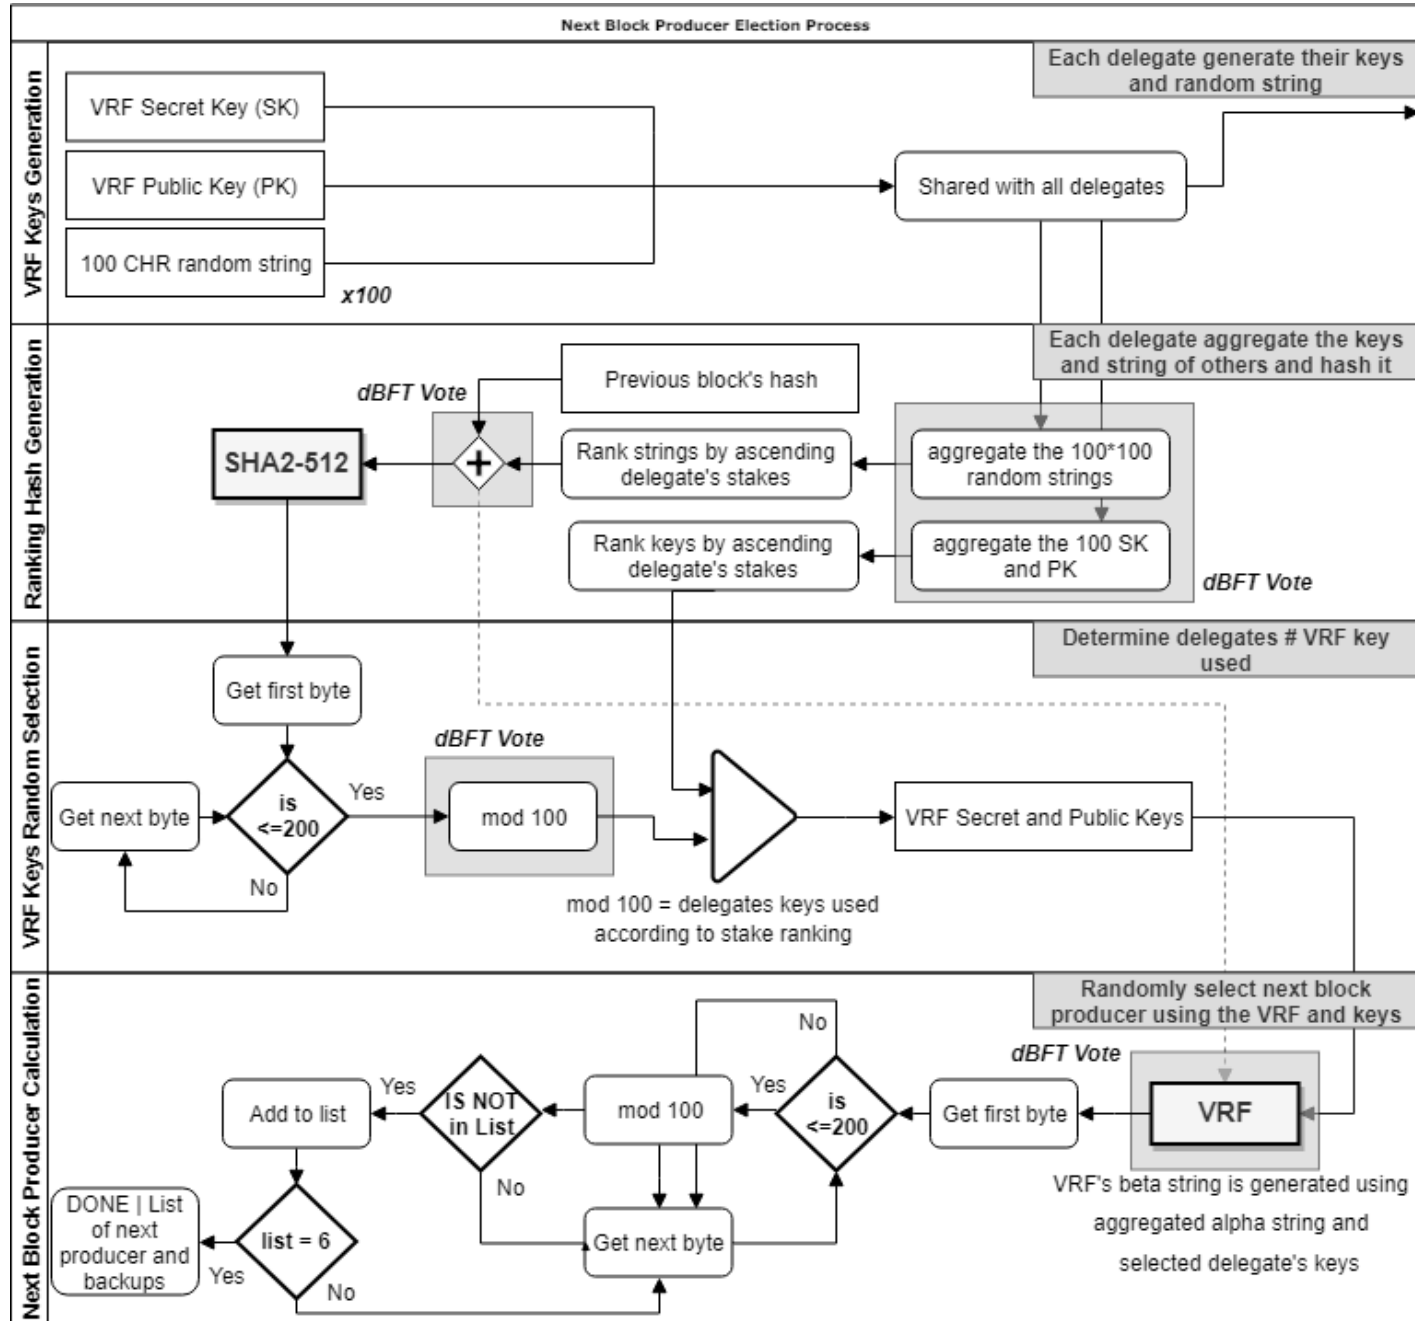 Next Block Producer Election Process
VRF Keys Generation
Each delegate generate their keys
and random string
VRF Secret Key (SK)
VRF Public Key (PK)
Shared with all delegates
100 CHR random string
x100
Ranking Hash Generation
Each delegate aggregate the keys
and string of others and hash it
Previous block's hash
dBFT Vote
SHA2-512
+
Rank strings by ascending
delegate's stakes
aggregate the 100*100
random strings
Rank keys by ascending
delegate's stakes
aggregate the 100 SK
and PK
dBFT Vote
VRF Keys Random Selection
Determine delegates # VRF key
used
Get first byte
dBFT Vote
Get next byte
is
<=200
Yes
No
mod 100
VRF Secret and Public Keys
mod 100 = delegates keys used
according to stake ranking
Next Block Producer Calculation
Randomly select next block
producer using the VRF and keys
dBFT Vote
VRF
Get first byte
is
<=200
No
Yes
mod 100
IS NOT
in List
Yes
No
Add to list
Get next byte
list = 6
Yes
No
DONE | List
of next
producer and
backups
VRF's beta string is generated using
aggregated alpha string and
selected delegate's keys